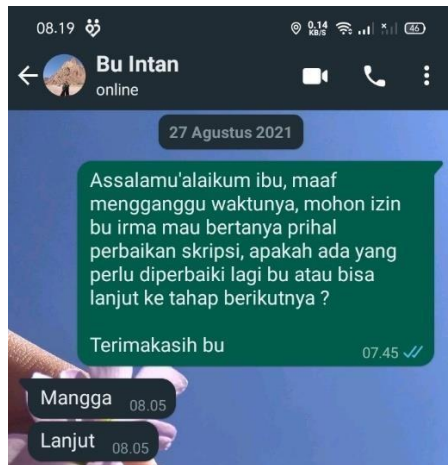 08.19
0.14
KB/S
46
Bu Intan
online
27 Agustus 2021
Assalamu'alaikum ibu, maaf
mengganggu waktunya, mohon izin
bu irma mau bertanya prihal
perbaikan skripsi, apakah ada yang
perlu diperbaiki lagi bu atau bisa
lanjut ke tahap berikutnya ?
Terimakasih bu
07.45
Mangga 08.05
Lanjut 08.05